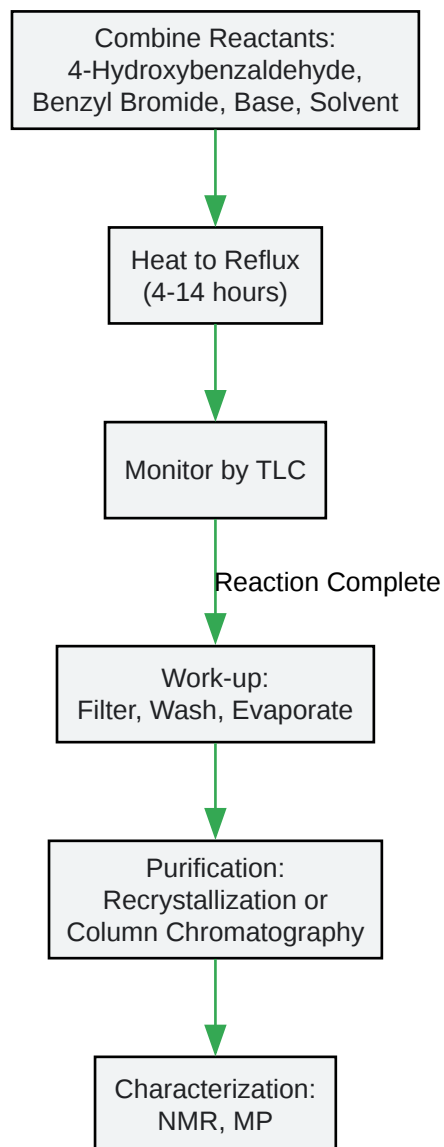 Combine Reactants:
4-Hydroxybenzaldehyde,
Benzyl Bromide, Base, Solvent
Heat to Reflux
(4-14 hours)
Monitor by TLC
Reaction Complete
Work-up:
Filter, Wash, Evaporate
Purification:
Recrystallization or
Column Chromatography
Characterization:
NMR, MP